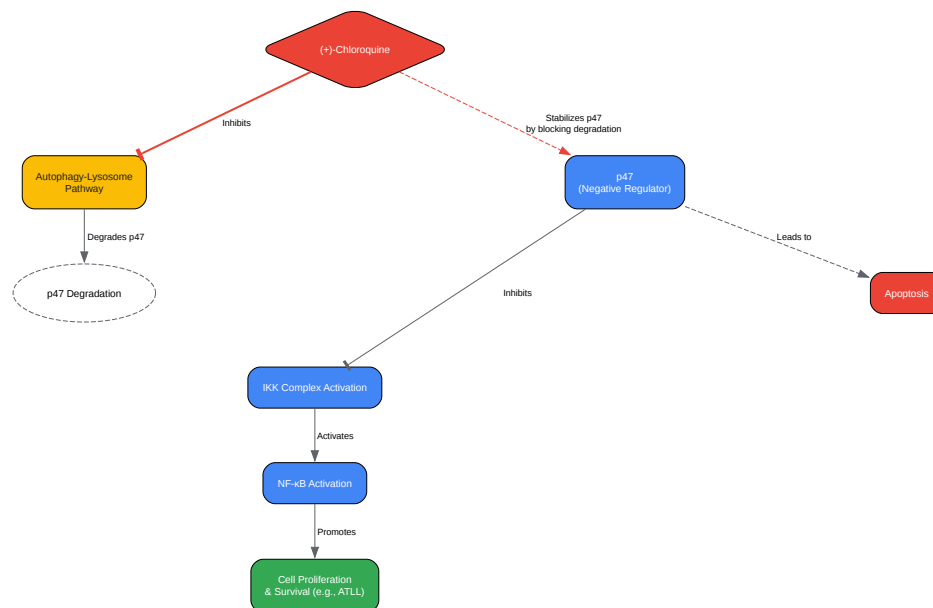 (+)-Chloroquine
Inhibits
Stabilizes p47
by blocking degradation
Autophagy-Lysosome
Pathway
p47
(Negative Regulator)
Degrades p47
Leads to
p47 Degradation
Inhibits
Apoptosis
IKK Complex Activation
Activates
NF-κB Activation
Promotes
Cell Proliferation
& Survival (e.g., ATLL)